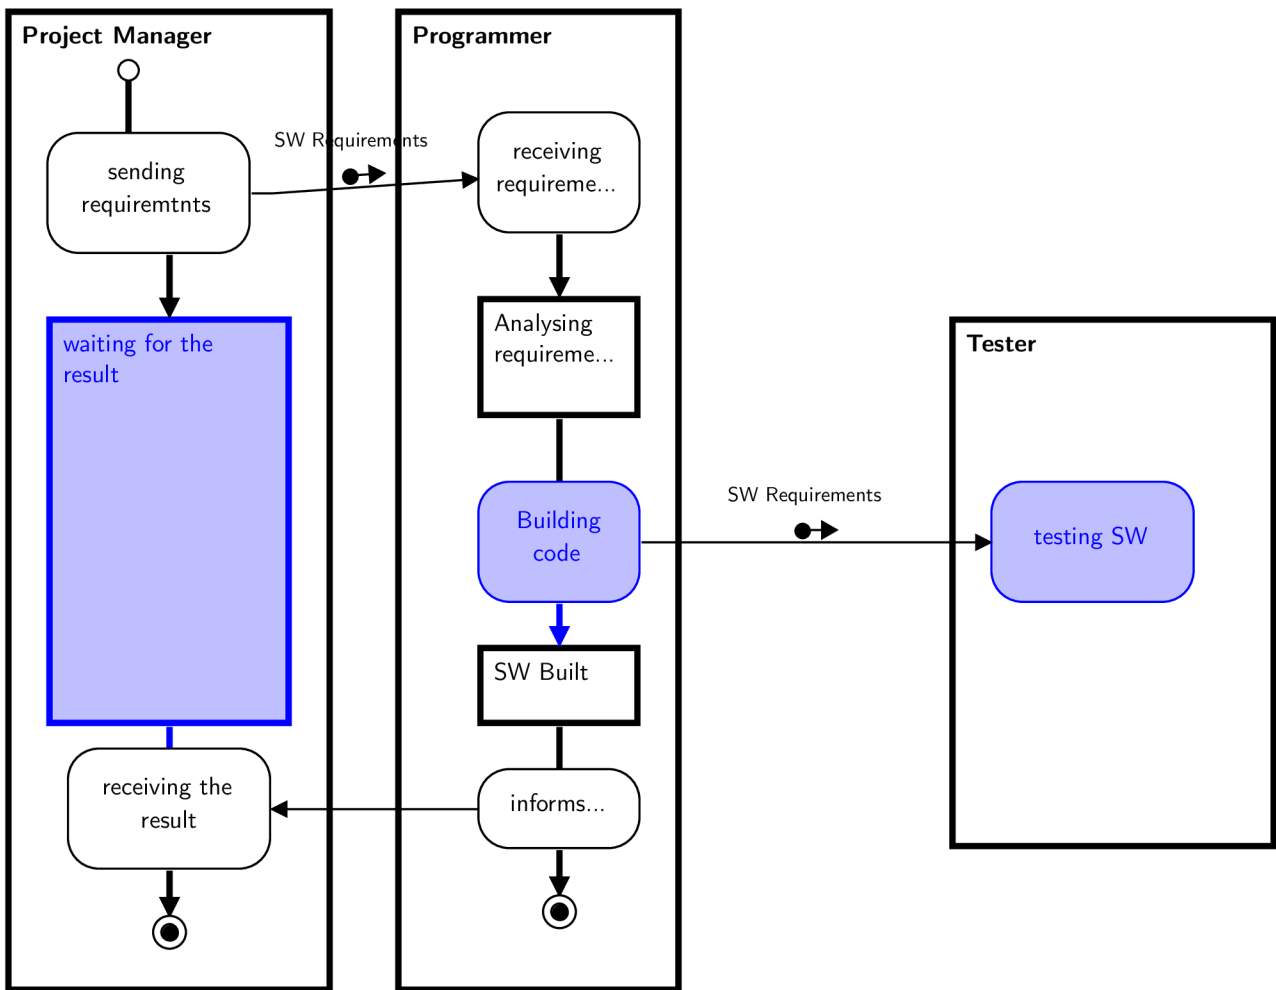 Project Manager
sending
requiremtnts
waiting for the
result
receiving the
result
SW Requirements
Programmer
receiving
requireme...
Analysing
requireme...
Building
code
SW Built
informs...
SW Requirements
Tester
testing SW